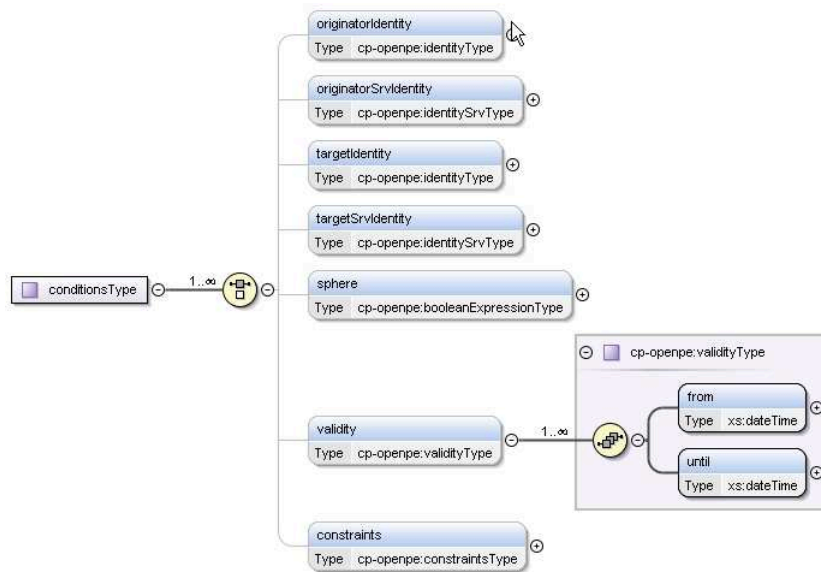 originatorIdentity
Type cp-openpe:identityType
originatorSrvIdentity
Type cp-openpe:identitySrvType
targetIdentity
Type cp-openpe:identityType
targetSrvIdentity
Type cp-openpe:identitySrvType
conditionsType
1..∞
sphere
Type cp-openpe:booleanExpressionType
validity
Type cp-openpe:validityType
1..∞
cp-openpe:validityType
from
Type xs:dateTime
until
Type xs:dateTime
constraints
Type cp-openpe:constraintsType